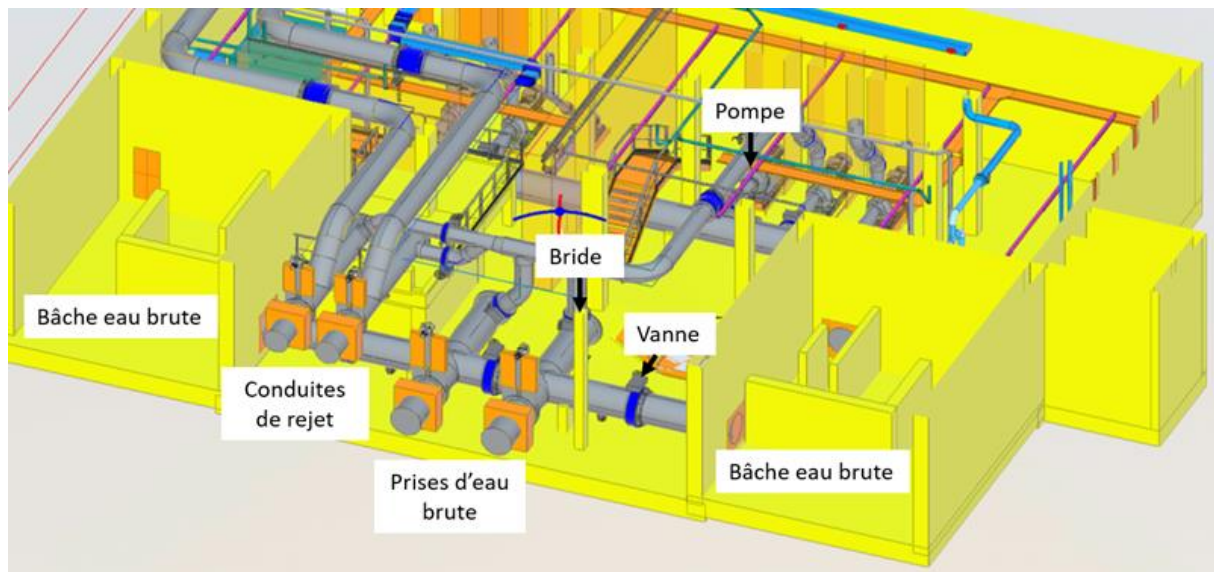 Pompe
Bride
Bâche eau brute
Vanne
Conduites
de rejet
Prises d'eau
brute
Bâche eau brute